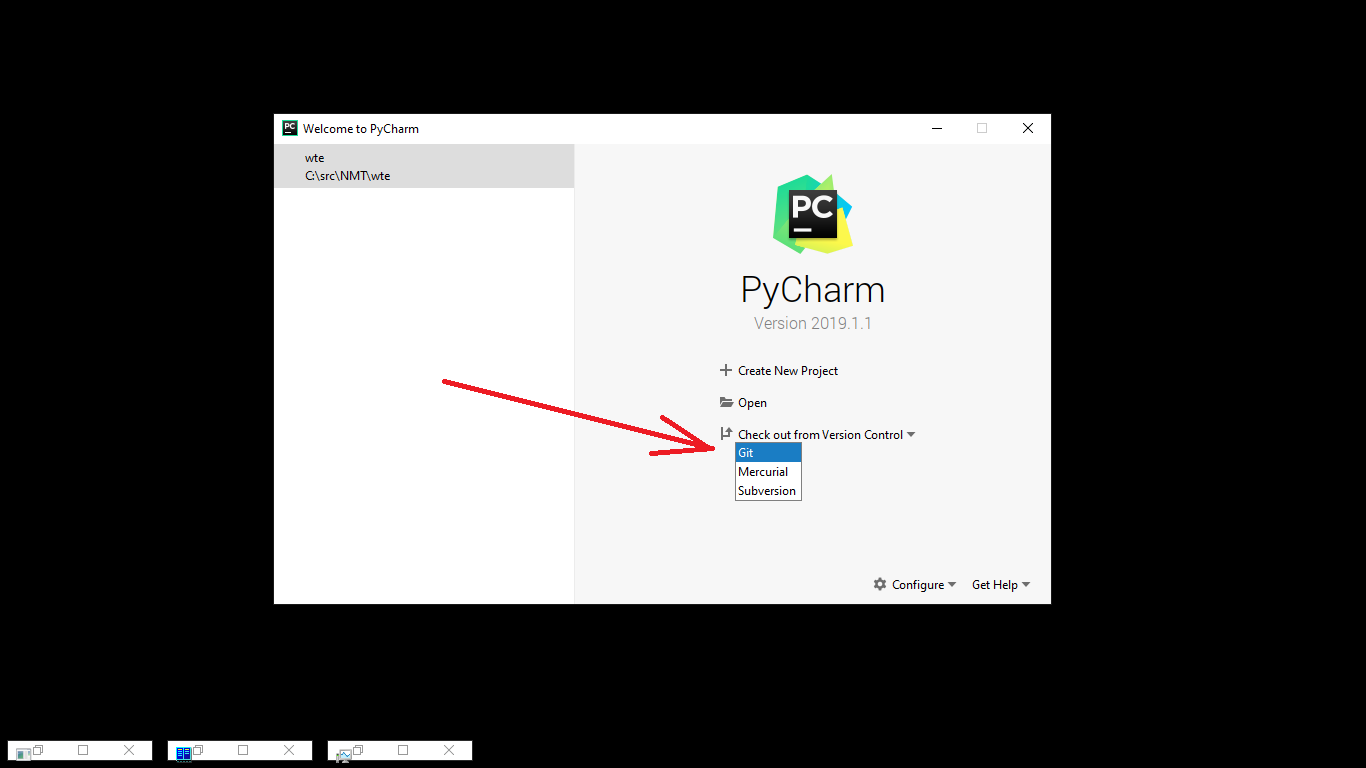 PC Welcome to PyCharm
wte
C:\src\NMT\wte
PC
PyCharm
Version 2019.1.1
Create New Project
Open
Check out from Version Control
Git
Mercurial
Subversion
Configure
Get Help